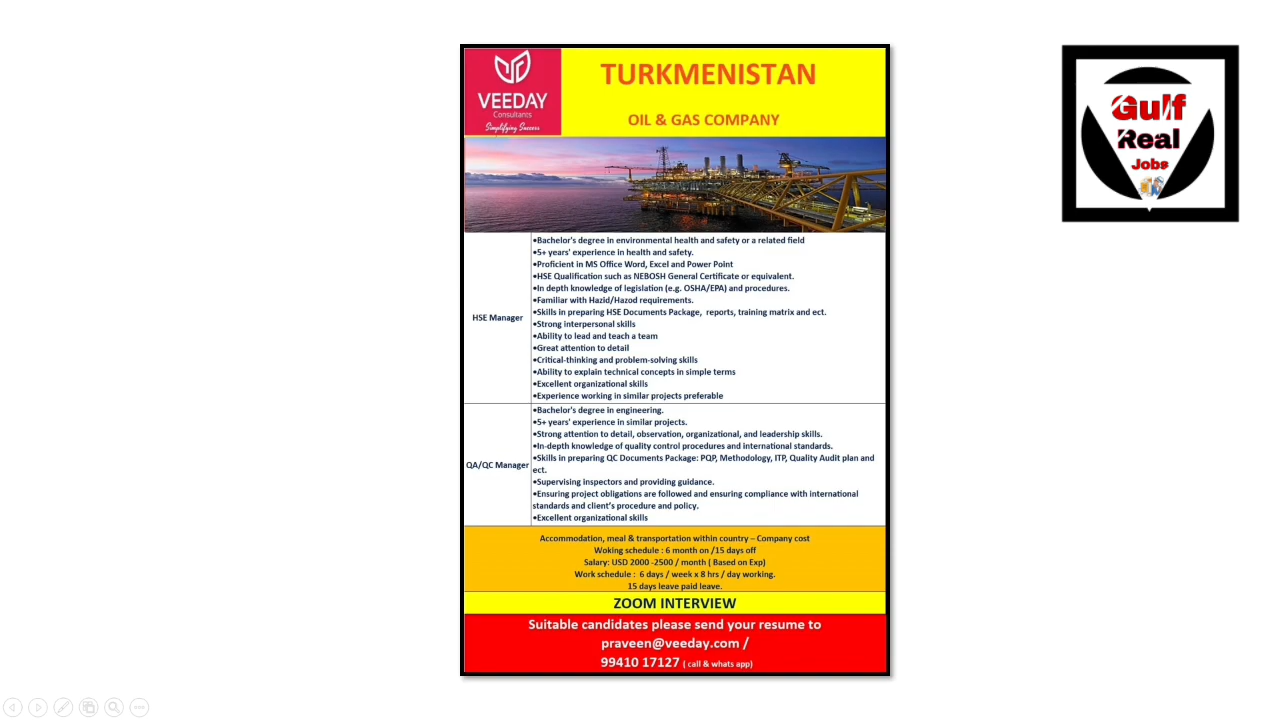 VEEDAY
Consultants
Simplifying Success
TURKMENISTAN
OIL & GAS COMPANY
Gulf
Real
Jobs
HSE Manager
•Bachelor's degree in environmental health and safety or a related field
•5+ years' experience in health and safety.
•Proficient in MS Office Word, Excel and Power Point
•HSE Qualification such as NEBOSH General Certificate or equivalent.
•In depth knowledge of legislation (e.g. OSHA/EPA) and procedures.
•Familiar with Hazid/Hazod requirements.
•Skills in preparing HSE Documents Package, reports, training matrix and ect.
•Strong interpersonal skills
•Ability to lead and teach a team
•Great attention to detail
•Critical-thinking and problem-solving skills
•Ability to explain technical concepts in simple terms
•Excellent organizational skills
•Experience working in similar projects preferable
QA/QC Manager
•Bachelor's degree in engineering.
•5+ years' experience in similar projects.
•Strong attention to detail, observation, organizational, and leadership skills.
•In-depth knowledge of quality control procedures and international standards.
•Skills in preparing QC Documents Package: PQP, Methodology, ITP, Quality Audit plan and
ect.
•Supervising inspectors and providing guidance.
•Ensuring project obligations are followed and ensuring compliance with international
standards and client's procedure and policy.
•Excellent organizational skills
Accommodation, meal & transportation within country – Company cost
Woking schedule : 6 month on /15 days off
Salary: USD 2000 -2500 / month ( Based on Exp)
Work schedule : 6 days / week x 8 hrs / day working.
15 days leave paid leave.
ZOOM INTERVIEW
Suitable candidates please send your resume to
praveen@veeday.com /
99410 17127 ( call & whats app)